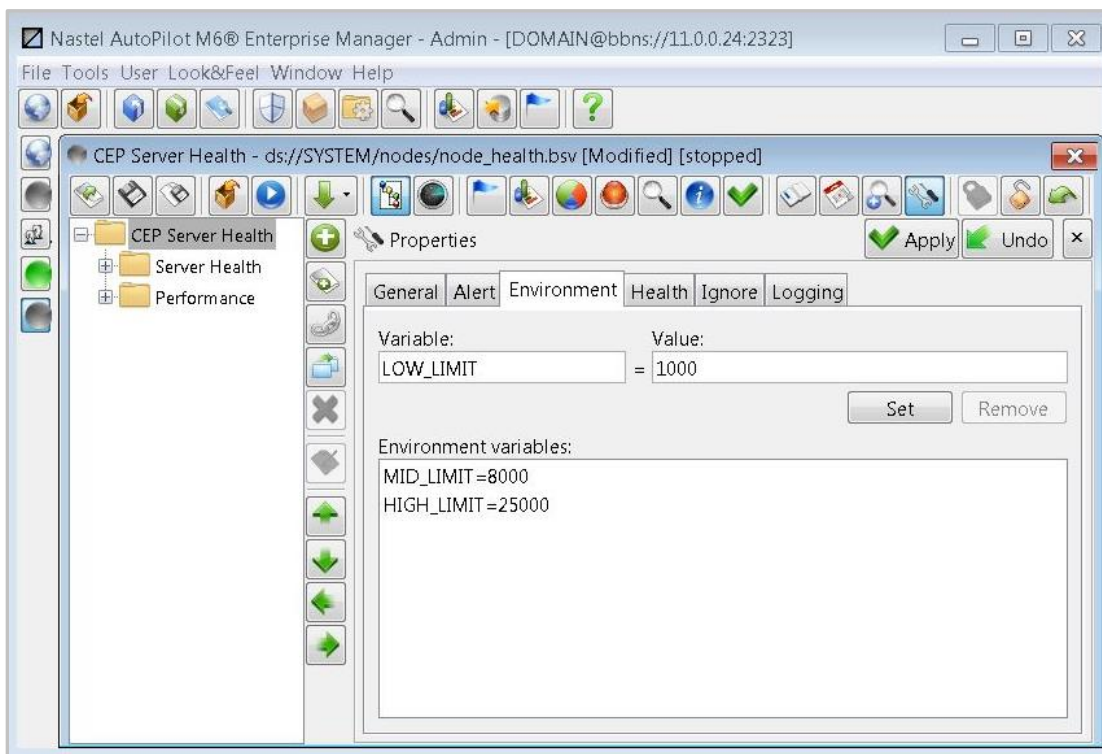 Nastel AutoPilot M6® Enterprise Manager - Admin - [DOMAIN@bbns://11.0.0.24:2323]
File Tools User Look&Feel Window Help
CEP Server Health - ds://SYSTEM/nodes/node_health.bsv [Modified] [stopped]
CEP Server Health
Server Health
Performance
Properties
Apply
Undo
General Alert Environment Health Ignore Logging
Variable: Value:
LOW_LIMIT = 1000
Set Remove
Environment variables:
MID_LIMIT=8000
HIGH_LIMIT=25000